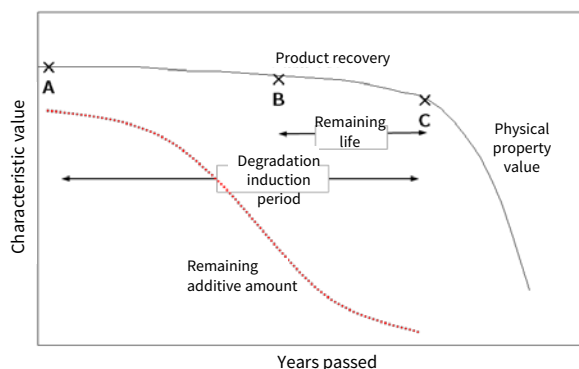 Product recovery
A
B
C
Remaining
life
Physical
property
value
Degradation
induction
period
Remaining
additive amount
Characteristic value
Years passed